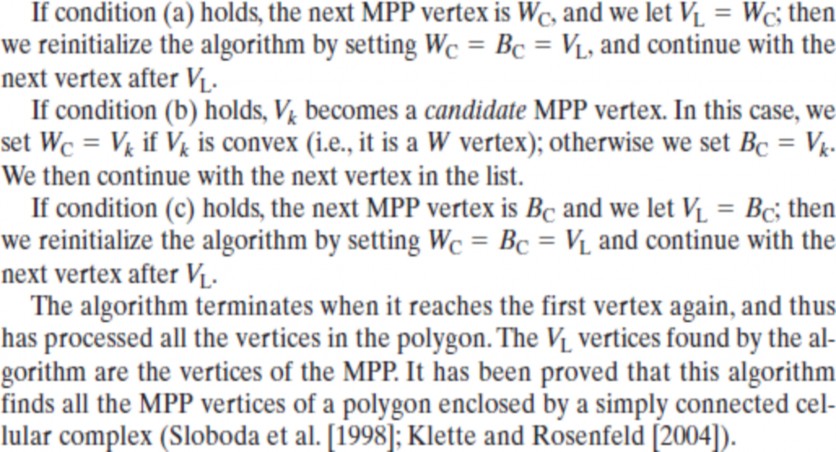 If condition (a) holds, the next MPP vertex is W_C, and we let V_L = W_C; then
we reinitialize the algorithm by setting W_C = B_C = V_L, and continue with the
next vertex after V_L.
If condition (b) holds, V_k becomes a candidate MPP vertex. In this case, we
set W_C = V_k if V_k is convex (i.e., it is a W vertex); otherwise we set B_C = V_k.
We then continue with the next vertex in the list.
If condition (c) holds, the next MPP vertex is B_C and we let V_L = B_C; then
we reinitialize the algorithm by setting W_C = B_C = V_L and continue with the
next vertex after V_L.
The algorithm terminates when it reaches the first vertex again, and thus
has processed all the vertices in the polygon. The V_L vertices found by the al-
gorithm are the vertices of the MPP. It has been proved that this algorithm
finds all the MPP vertices of a polygon enclosed by a simply connected cel-
lular complex (Sloboda et al. [1998]; Klette and Rosenfeld [2004]).